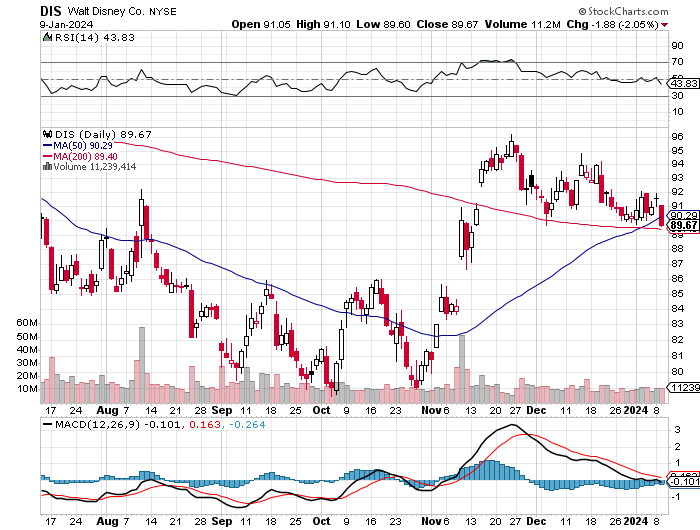 DIS Walt Disney Co. NYSE © StockCharts.com
9-Jan-2024 Open 91.05 High 91.10 Low 89.60 Close 89.67 Volume 11.2M Chg -1.88 (-2.05%)
RSI(14) 43.83
90
70
50
43.83
30
10
DIS (Daily) 89.67
MA(50) 90.29
MA(200) 89.40
Volume 11,239,414
96
95
94
93
92
91
90.29
89.67
88
87
86
85
84
83
82
81
80
60M
50M
40M
30M
20M
10M
11239
17 24 Aug 7 14 21 28 Sep 11 18 25 Oct 9 16 23 Nov 6 13 20 27 Dec 11 18 26 2024 8
MACD(12,26,9) -0.101, 0.163, -0.264
3
2
1
-0.101
-1
17 24 Aug 7 14 21 28 Sep 11 18 25 Oct 9 16 23 Nov 6 13 20 27 Dec 11 18 26 2024 8